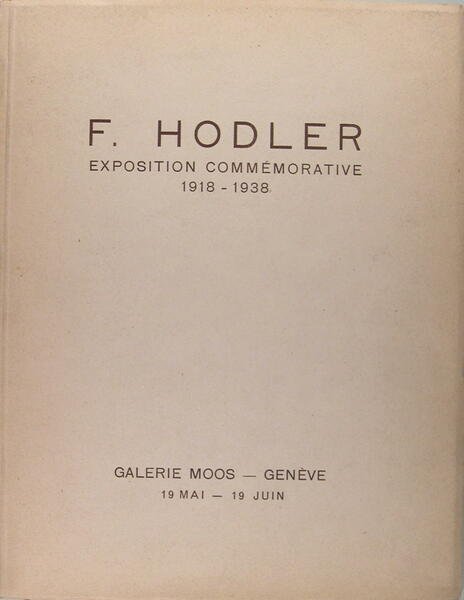 F. HODLER
EXPOSITION COMMÉMORATIVE
1918 - 1938
GALERIE MOOS — GENÈVE
19 MAI — 19 JUIN